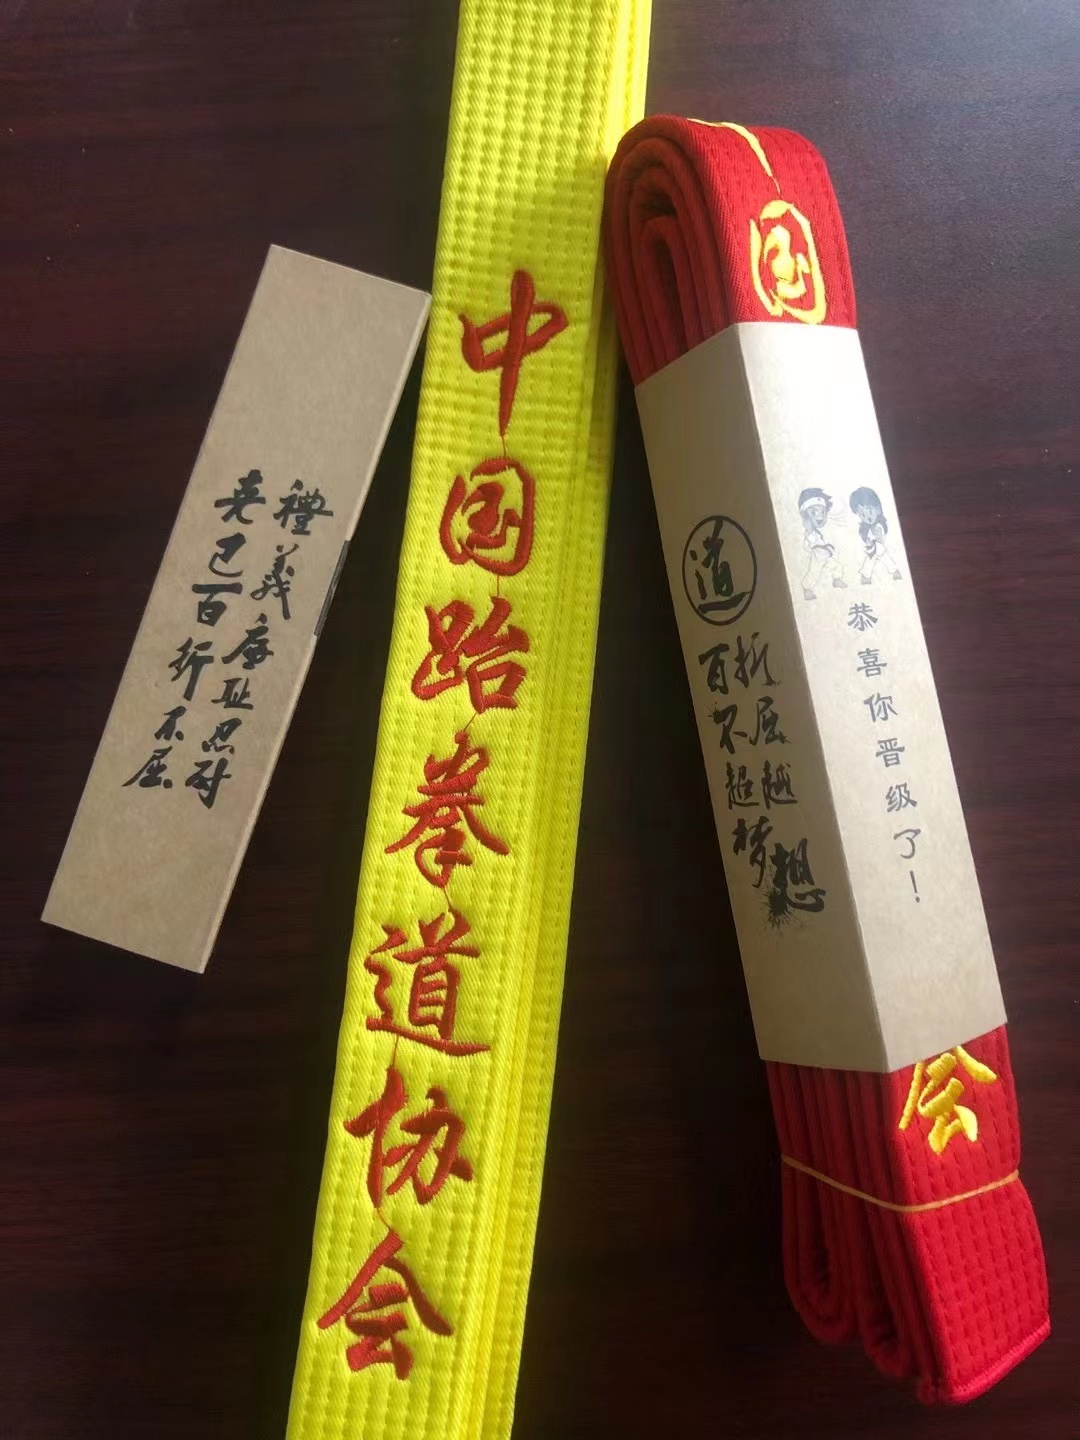 禮義廉耻忍耐
克己百折不屈
中国跆拳道协会
国
道
百折
不屈
超越
梦想
恭喜你晋级了！
会